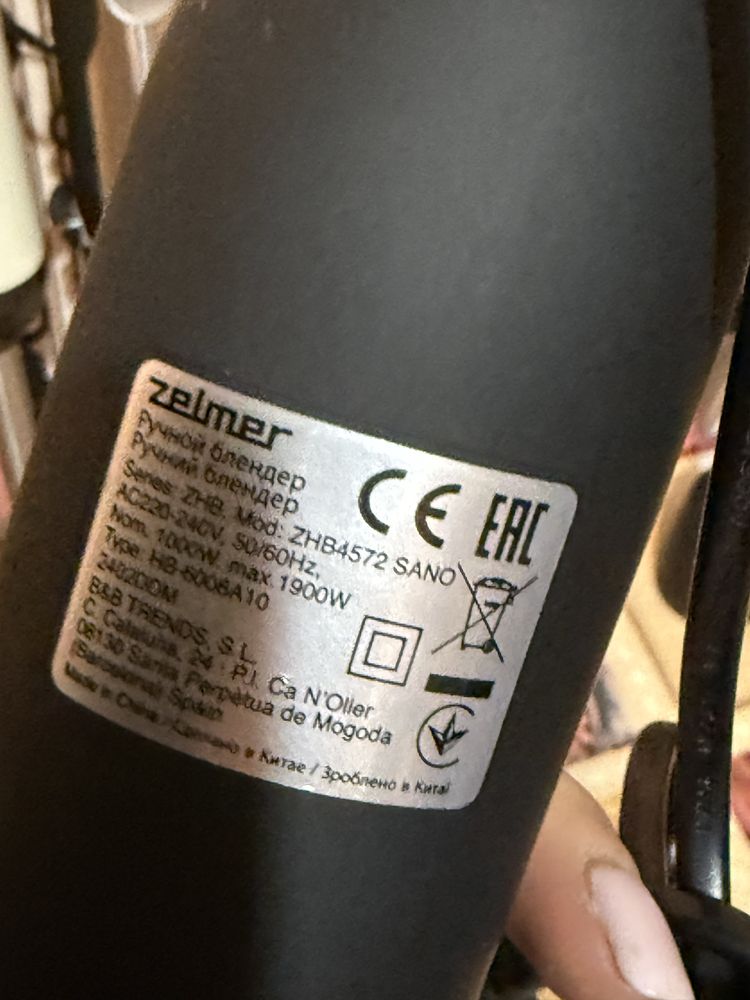 zelmer
Ручной блендер
Ручний блендер
Series: ZHB. Mod: ZHB4572 SANO
AC220-240V, 50/60Hz,
Nom. 1000W. max 1900W
Type: HB-6006A10
2402DDM
B&B TRENDS, S.L.
C. Cataluña, 24 - P.I. Ca N'Oller
08130 Santa Perpètua de Mogoda
(Barcelona) Spain
Made in China / Сделано в Китае / Зроблено в Китаї
CE
EAC